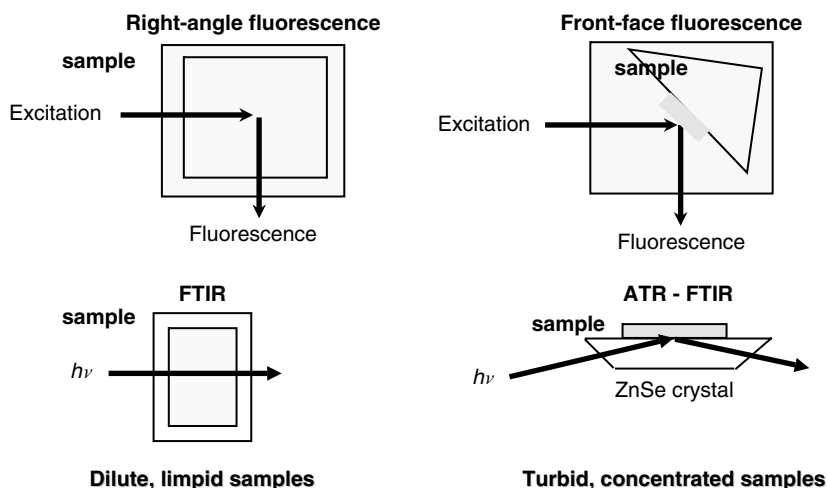 Right-angle fluorescence
sample
Excitation
Fluorescence
Front-face fluorescence
sample
Excitation
Fluorescence
FTIR
sample
hν
ATR - FTIR
sample
hν
ZnSe crystal
Dilute, limpid samples
Turbid, concentrated samples